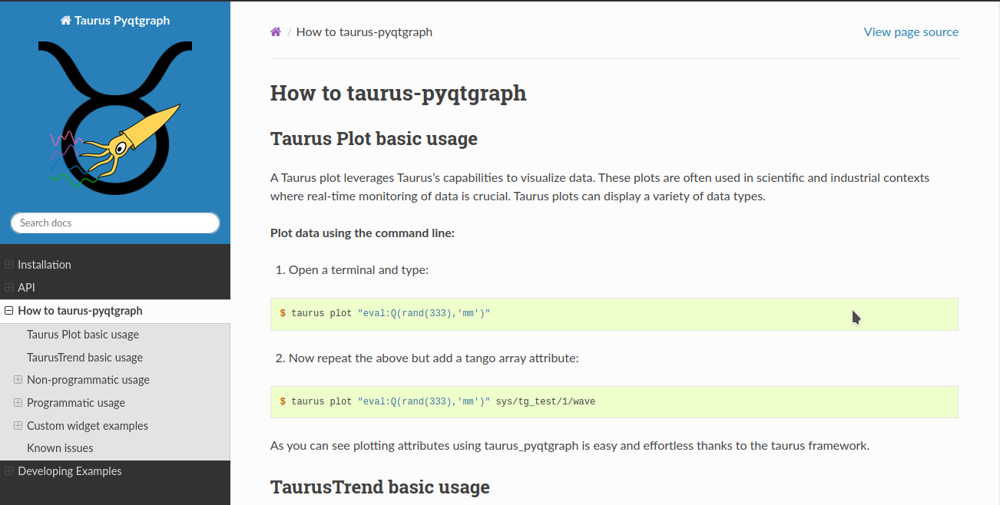 Taurus Pyqtgraph
Search docs
Installation
API
How to taurus-pyqtgraph
Taurus Plot basic usage
TaurusTrend basic usage
Non-programmatic usage
Programmatic usage
Custom widget examples
Known issues
Developing Examples
/ How to taurus-pyqtgraph
View page source
How to taurus-pyqtgraph
Taurus Plot basic usage
A Taurus plot leverages Taurus’s capabilities to visualize data. These plots are often used in scientific and industrial contexts
where real-time monitoring of data is crucial. Taurus plots can display a variety of data types.
Plot data using the command line:
1. Open a terminal and type:
$ taurus plot "eval:Q(rand(333),'mm')"
2. Now repeat the above but add a tango array attribute:
$ taurus plot "eval:Q(rand(333),'mm')" sys/tg_test/1/wave
As you can see plotting attributes using taurus_pyqtgraph is easy and effortless thanks to the taurus framework.
TaurusTrend basic usage